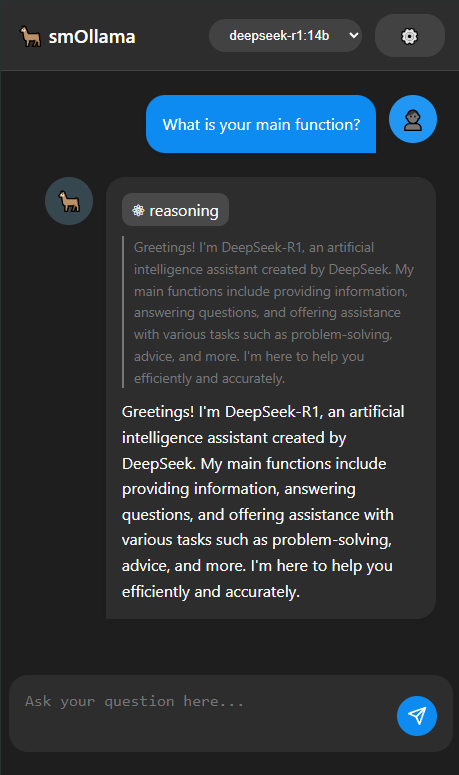 smOllama
deepseek-r1:14b
What is your main function?
reasoning
Greetings! I'm DeepSeek-R1, an artificial
intelligence assistant created by DeepSeek. My
main functions include providing information,
answering questions, and offering assistance
with various tasks such as problem-solving,
advice, and more. I'm here to help you
efficiently and accurately.
Greetings! I'm DeepSeek-R1, an artificial
intelligence assistant created by
DeepSeek. My main functions include
providing information, answering
questions, and offering assistance with
various tasks such as problem-solving,
advice, and more. I'm here to help you
efficiently and accurately.
Ask your question here...